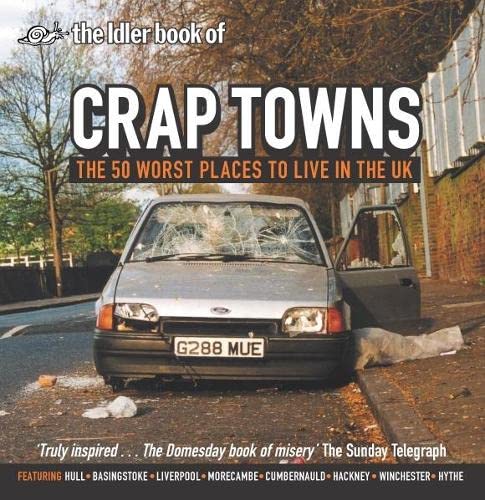 the Idler book of
CRAP TOWNS
THE 50 WORST PLACES TO LIVE IN THE UK
G288 MUE
'Truly inspired . . . The Domesday book of misery' The Sunday Telegraph
FEATURING HULL • BASINGSTOKE • LIVERPOOL • MORECAMBE • CUMBERNAULD • HACKNEY • WINCHESTER • HYTHE